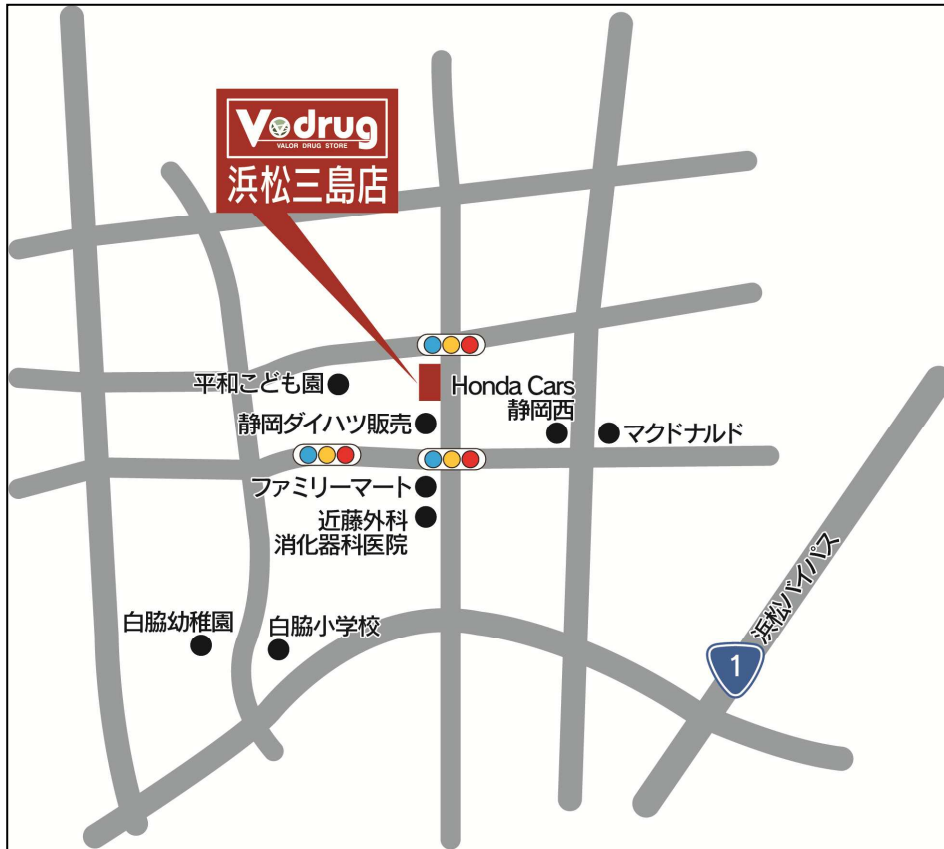 V drug
VALOR DRUG STORE
浜松三島店
平和こども園
Honda Cars
静岡西
静岡ダイハツ販売
マクドナルド
ファミリーマート
近藤外科
消化器科医院
白脇幼稚園
白脇小学校
浜松バイパス
1